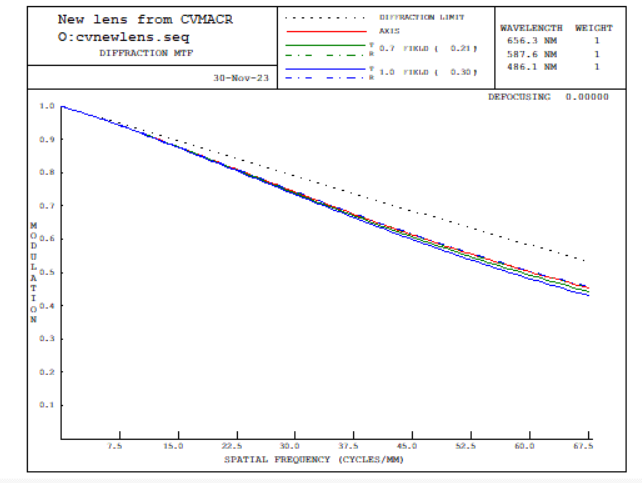 New lens from CVMACR
O:cvnewlens.seq
DIFFRACTION MTF
30-Nov-23
DIFFRACTION LIMIT
AXIS
T
R
0.7 FIELD ( 0.21)
T
R
1.0 FIELD ( 0.30)
WAVELENGTH WEIGHT
656.3 NM 1
587.6 NM 1
486.1 NM 1
DEFOCUSING 0.00000
1.0
0.9
0.8
0.7
0.6
0.5
0.4
0.3
0.2
0.1
MODULATION
7.5 15.0 22.5 30.0 37.5 45.0 52.5 60.0 67.5
SPATIAL FREQUENCY (CYCLES/MM)